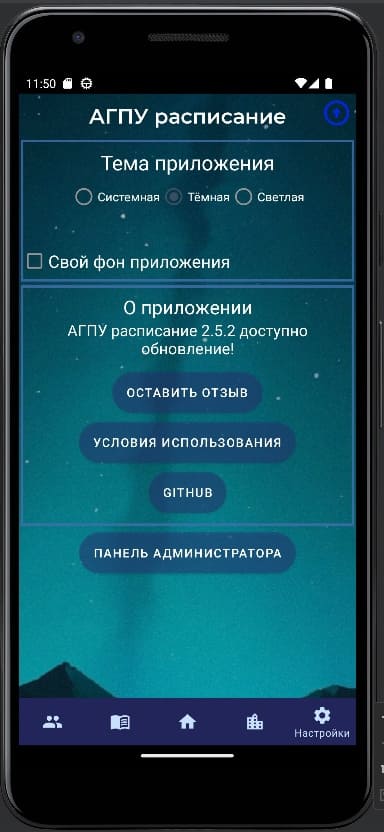 11:50
АГПУ расписание
Тема приложения
Системная Тёмная Светлая
Свой фон приложения
О приложении
АГПУ расписание 2.5.2 доступно
обновление!
ОСТАВИТЬ ОТЗЫВ
УСЛОВИЯ ИСПОЛЬЗОВАНИЯ
GITHUB
ПАНЕЛЬ АДМИНИСТРАТОРА
Настройки